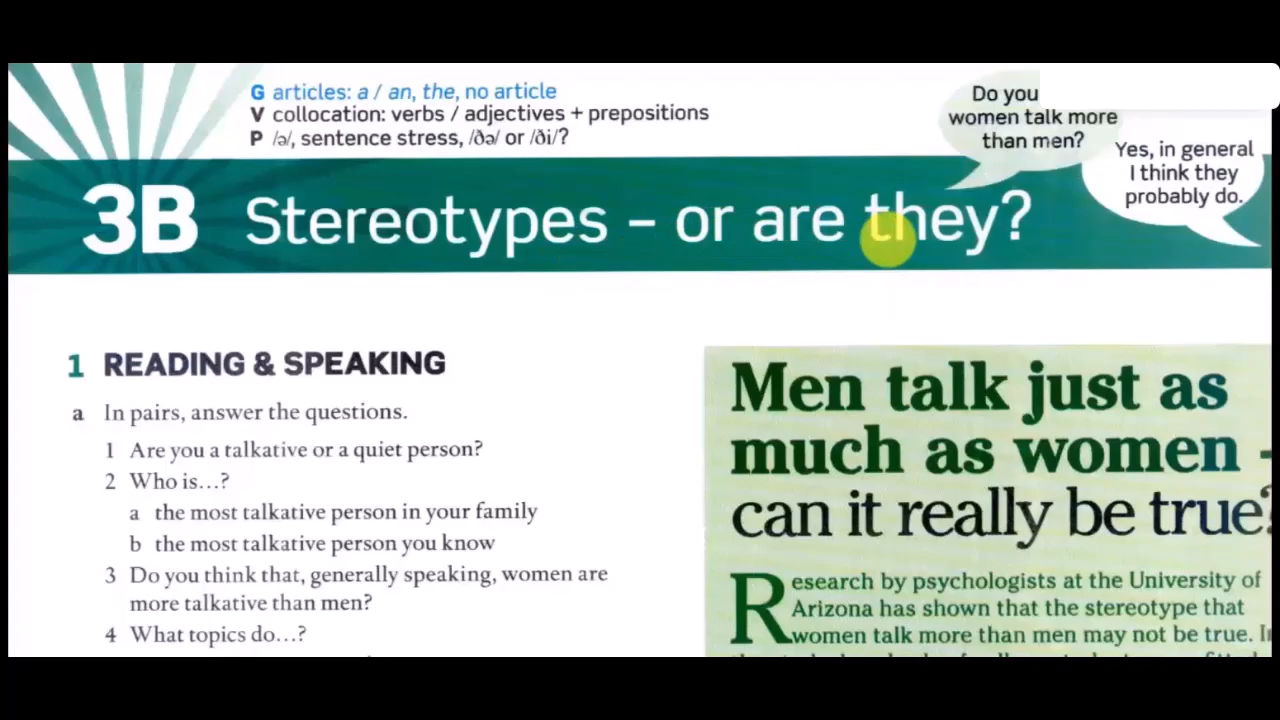 G articles: a / an, the, no article
V collocation: verbs / adjectives + prepositions
P /ə/, sentence stress, /ðə/ or /ði/?
Do you
women talk more
than men?
Yes, in general
I think they
probably do.
3B Stereotypes – or are they?
1 READING & SPEAKING
a In pairs, answer the questions.
1 Are you a talkative or a quiet person?
2 Who is...?
a the most talkative person in your family
b the most talkative person you know
3 Do you think that, generally speaking, women are
more talkative than men?
4 What topics do...?
Men talk just as
much as women -
can it really be true?
Research by psychologists at the University of
Arizona has shown that the stereotype that
women talk more than men may not be true.